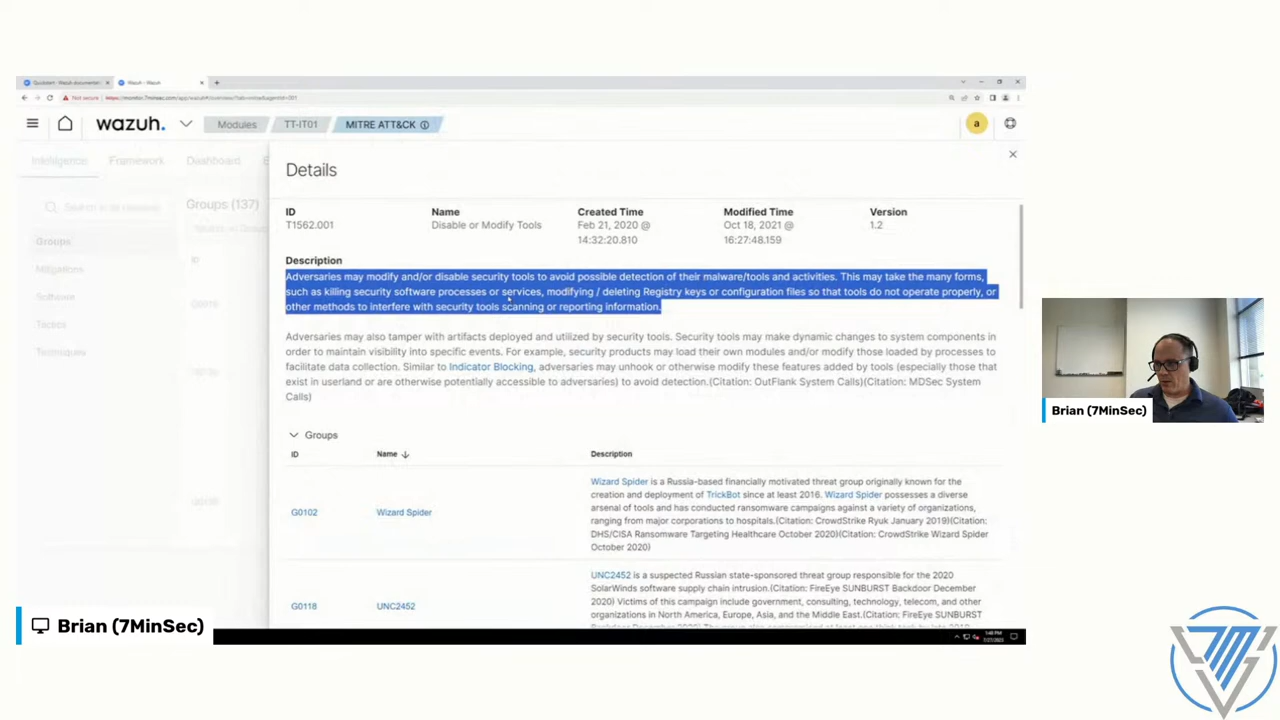 Quickstart · Wazuh documentation
Wazuh - Wazuh
Not secure
wazuh.
Modules
TT-IT01
MITRE ATT&CK
a
Intelligence
Framework
Dashboard
Groups (137)
Groups
Mitigations
Software
Tactics
Techniques
Details
ID
Name
Created Time
Modified Time
Version
T1562.001
Disable or Modify Tools
Feb 21, 2020 @
14:32:20.810
Oct 18, 2021 @
16:27:48.159
1.2
Description
Adversaries may modify and/or disable security tools to avoid possible detection of their malware/tools and activities. This may take the many forms,
such as killing security software processes or services, modifying / deleting Registry keys or configuration files so that tools do not operate properly, or
other methods to interfere with security tools scanning or reporting information.
Adversaries may also tamper with artifacts deployed and utilized by security tools. Security tools may make dynamic changes to system components in
order to maintain visibility into specific events. For example, security products may load their own modules and/or modify those loaded by processes to
facilitate data collection. Similar to Indicator Blocking, adversaries may unhook or otherwise modify these features added by tools (especially those that
exist in userland or are otherwise potentially accessible to adversaries) to avoid detection.(Citation: OutFlank System Calls)(Citation: MDSec System
Calls)
Groups
ID
Name
Description
G0102
Wizard Spider
Wizard Spider is a Russia-based financially motivated threat group originally known for the
creation and deployment of TrickBot since at least 2016. Wizard Spider possesses a diverse
arsenal of tools and has conducted ransomware campaigns against a variety of organizations,
ranging from major corporations to hospitals.(Citation: CrowdStrike Ryuk January 2019)(Citation:
DHS/CISA Ransomware Targeting Healthcare October 2020)(Citation: CrowdStrike Wizard Spider
October 2020)
G0118
UNC2452
UNC2452 is a suspected Russian state-sponsored threat group responsible for the 2020
SolarWinds software supply chain intrusion.(Citation: FireEye SUNBURST Backdoor December
2020) Victims of this campaign include government, consulting, technology, telecom, and other
organizations in North America, Europe, Asia, and the Middle East.(Citation: FireEye SUNBURST
Brian (7MinSec)
Brian (7MinSec)
7M